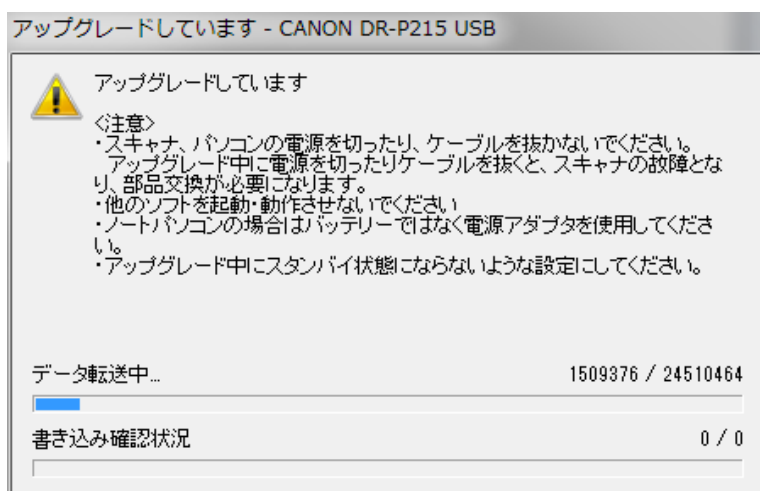 アップグレードしています - CANON DR-P215 USB
アップグレードしています
<注意>
・スキャナ、パソコンの電源を切ったり、ケーブルを抜かないでください。
アップグレード中に電源を切ったりケーブルを抜くと、スキャナの故障とな
り、部品交換が必要になります。
・他のソフトを起動・動作させないでください
・ノートパソコンの場合はバッテリーではなく電源アダプタを使用してくださ
い。
・アップグレード中にスタンバイ状態にならないような設定にしてください。
データ転送中... 1509376 / 24510464
書き込み確認状況 0 / 0